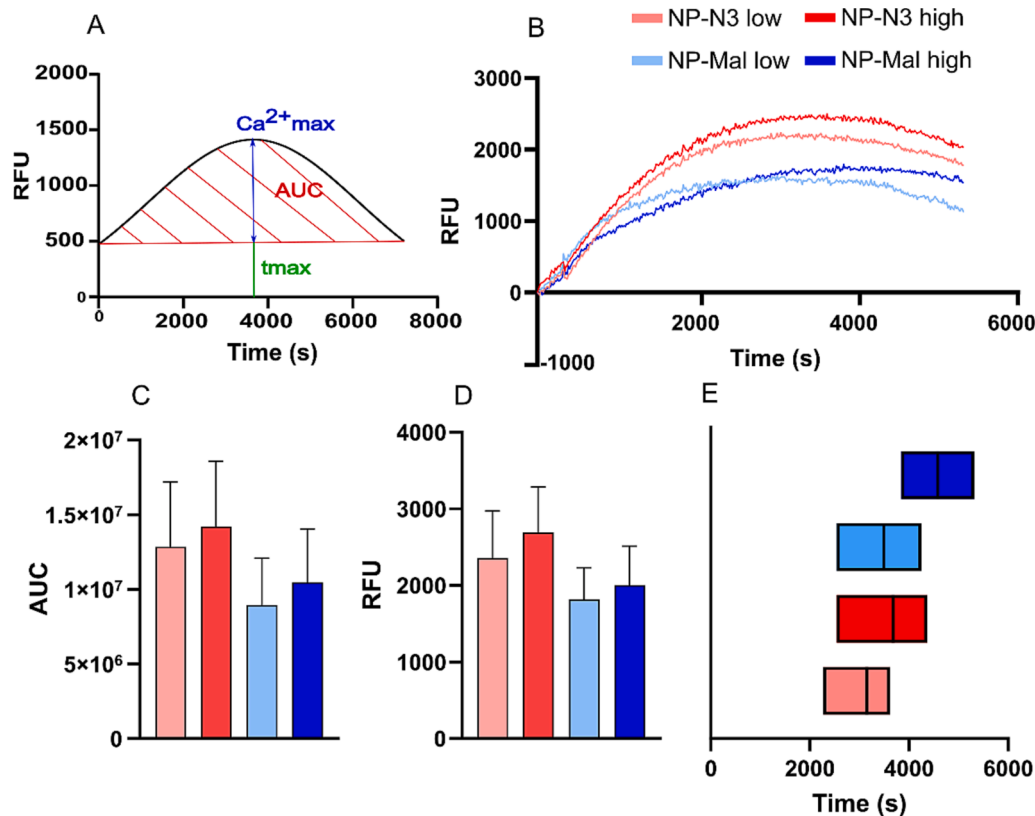 A
2000
1500
1000
500
0
RFU
Ca2+max
AUC
tmax
0 2000 4000 6000 8000
Time (s)
B
NP-N3 low NP-N3 high
NP-Mal low NP-Mal high
3000
2000
1000
0
-1000
RFU
2000 4000 6000
Time (s)
C
2×10⁷
1.5×10⁷
1×10⁷
5×10⁶
0
AUC
D
4000
3000
2000
1000
0
RFU
E
0 2000 4000 6000
Time (s)